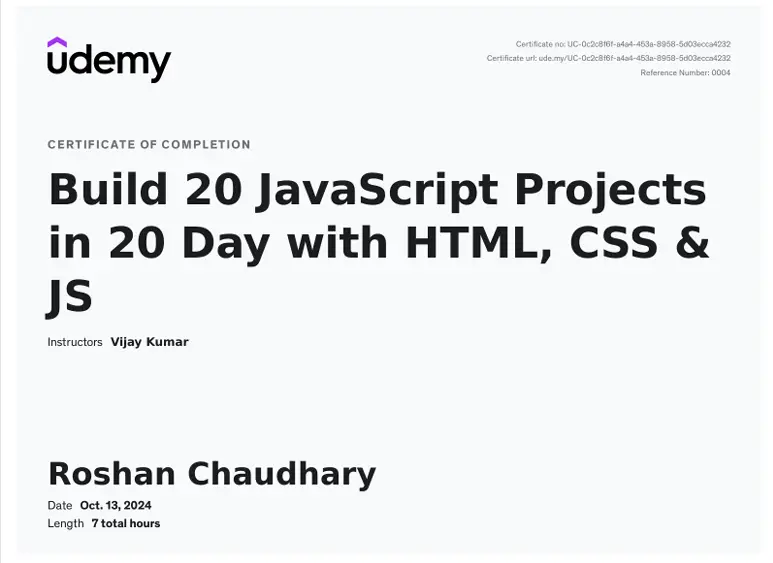 udemy
Certificate no: UC-0c2c8f6f-a4a4-453a-8958-5d03ecca4232
Certificate url: ude.my/UC-0c2c8f6f-a4a4-453a-8958-5d03ecca4232
Reference Number: 0004
CERTIFICATE OF COMPLETION
Build 20 JavaScript Projects
in 20 Day with HTML, CSS &
JS
Instructors Vijay Kumar
Roshan Chaudhary
Date Oct. 13, 2024
Length 7 total hours